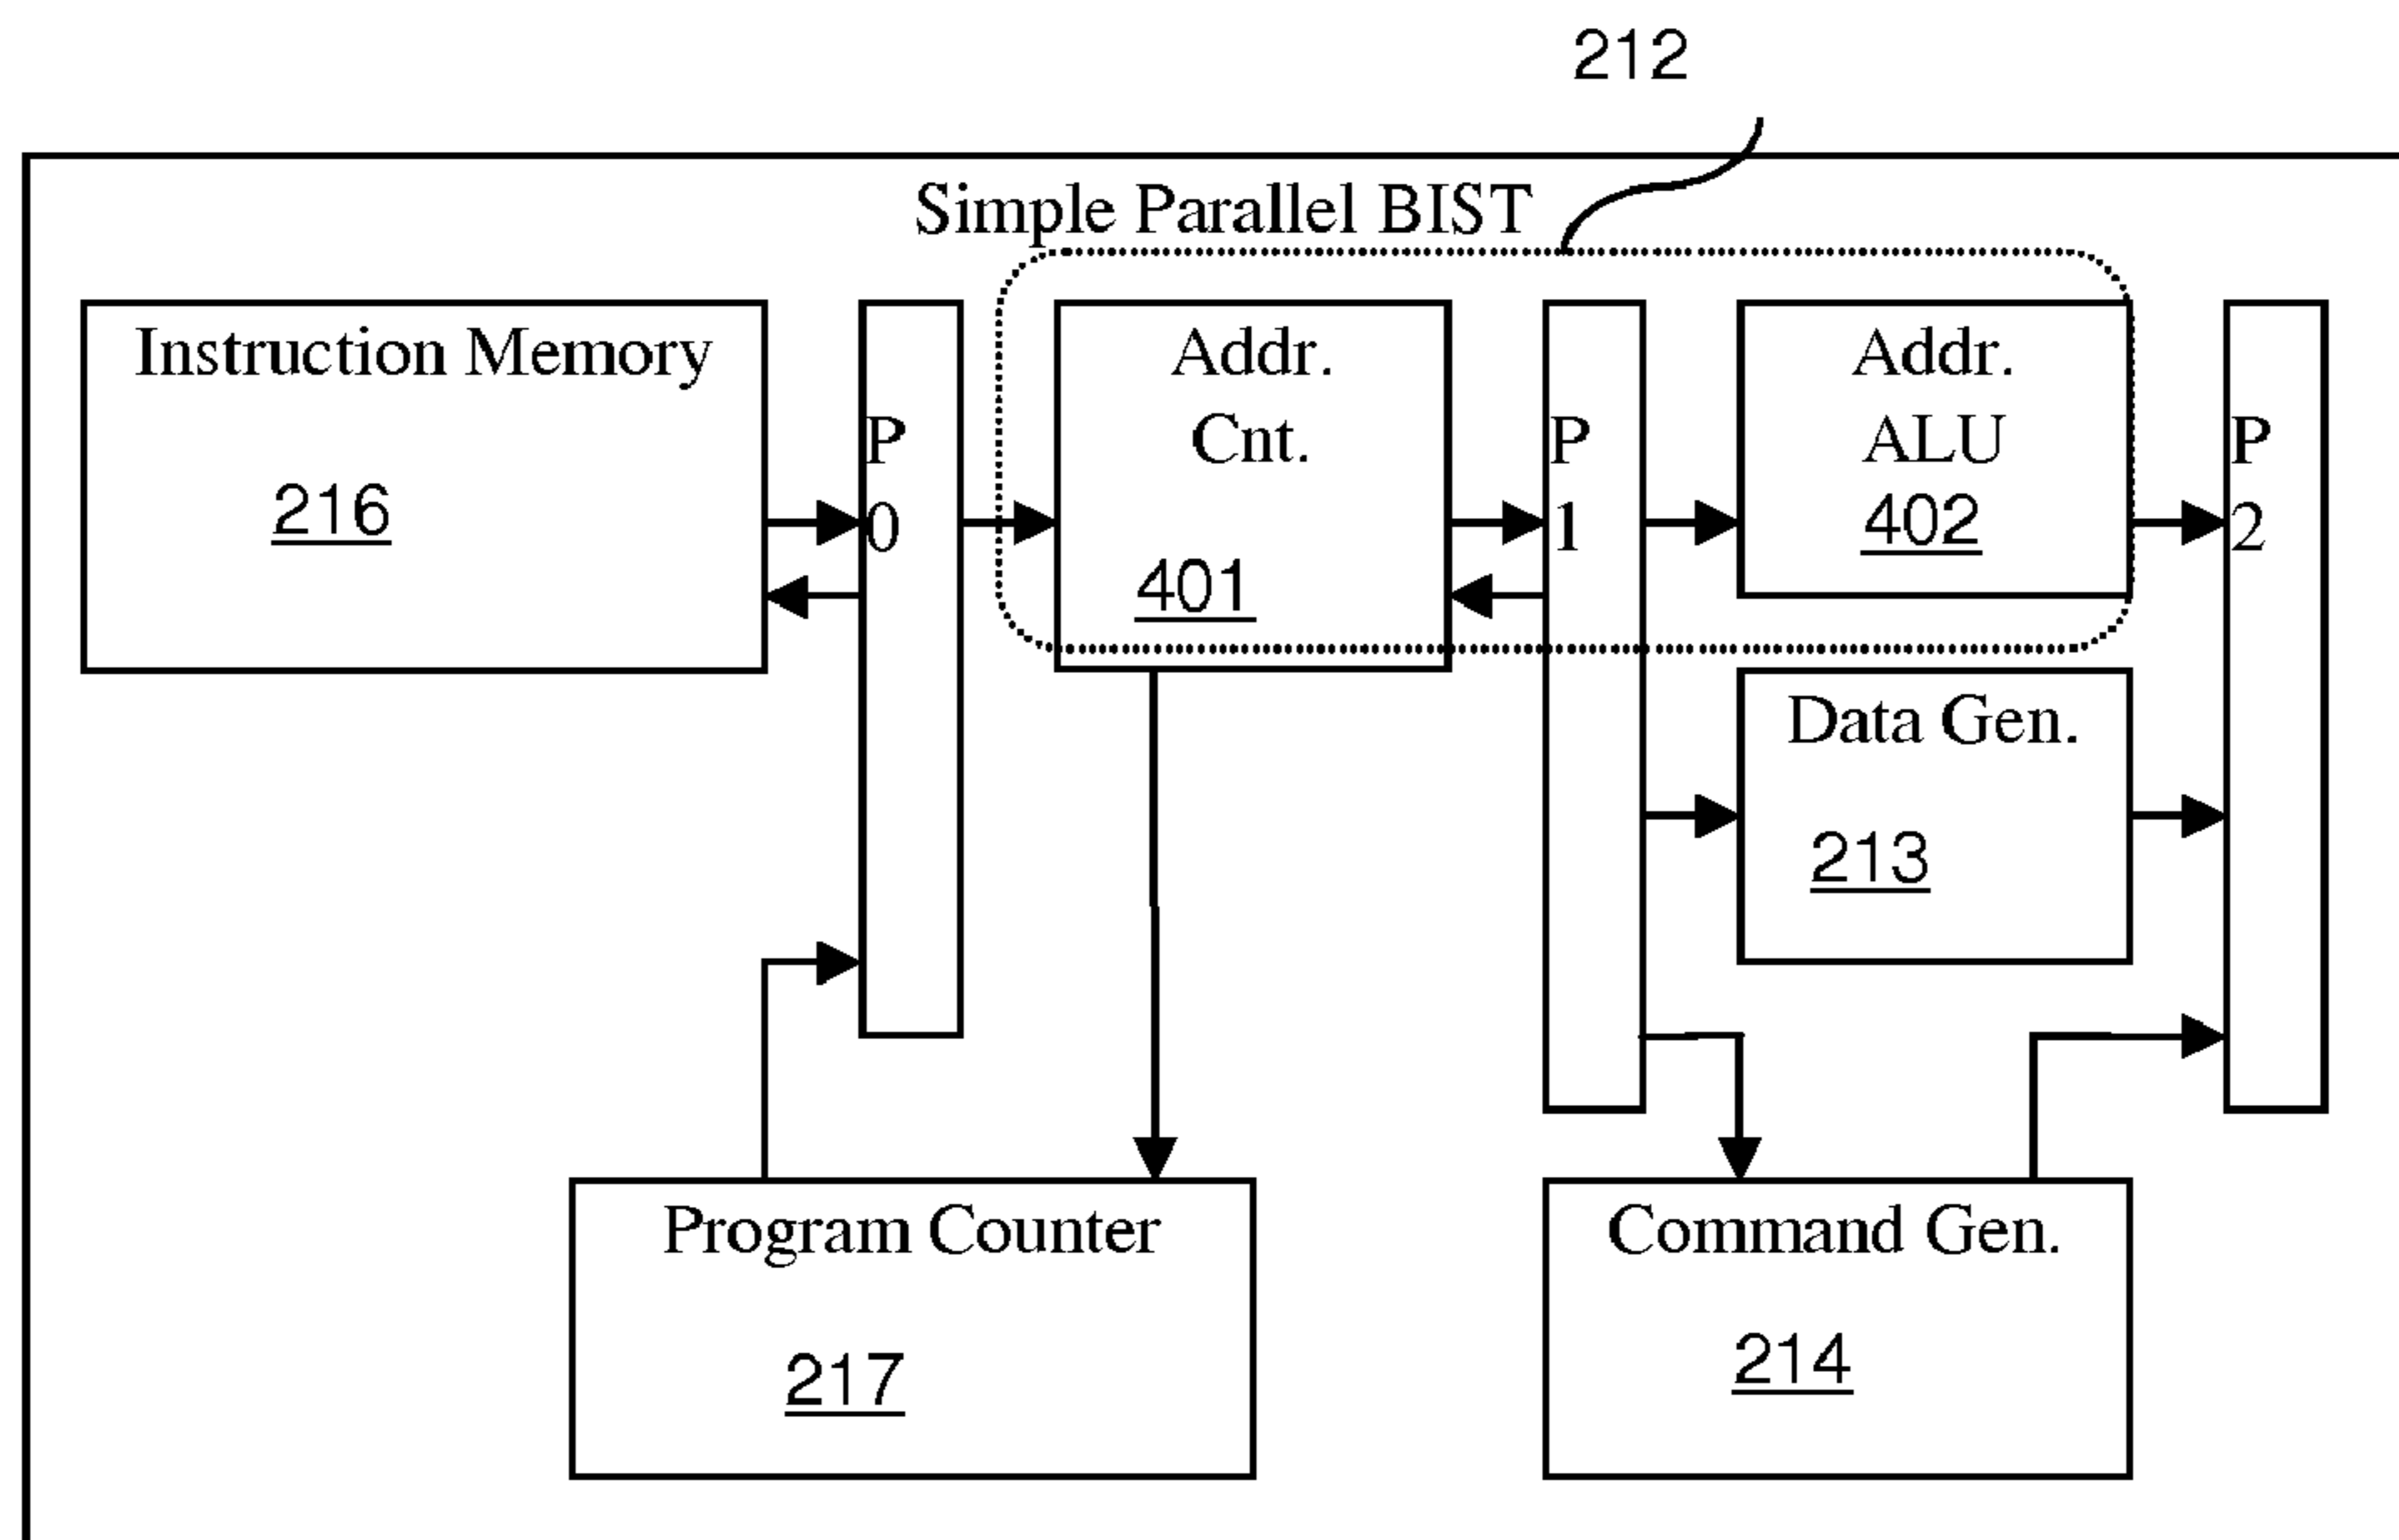 212
Simple Parallel BIST
Instruction Memory
216
P
0
Addr.
Cnt.
401
P
1
Addr.
ALU
402
P
2
Data Gen.
213
Program Counter
217
Command Gen.
214